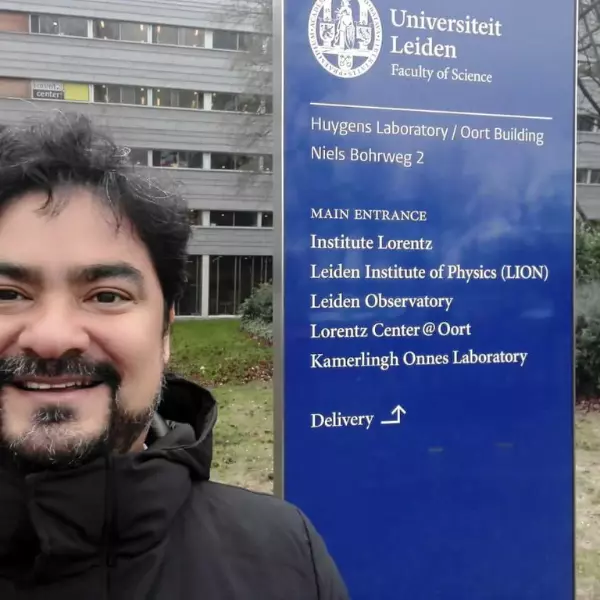 Universiteit
Leiden
Faculty of Science
Huygens Laboratory / Oort Building
Niels Bohrweg 2
MAIN ENTRANCE
Institute Lorentz
Leiden Institute of Physics (LION)
Leiden Observatory
Lorentz Center@Oort
Kamerlingh Onnes Laboratory
Delivery
center